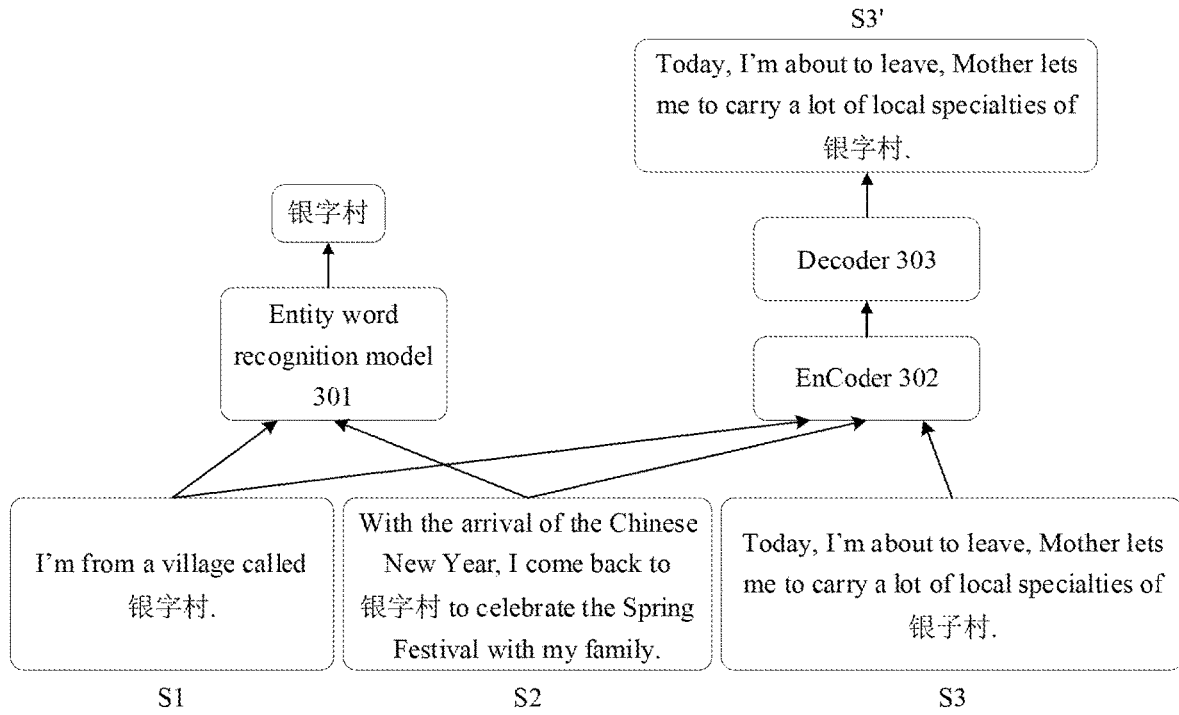 S3'
Today, I'm about to leave, Mother lets
me to carry a lot of local specialties of
银字村.
银字村
Decoder 303
Entity word
recognition model
301
EnCoder 302
I'm from a village called
银字村.
With the arrival of the Chinese
New Year, I come back to
银字村 to celebrate the Spring
Festival with my family.
Today, I'm about to leave, Mother lets
me to carry a lot of local specialties of
银子村.
S1
S2
S3